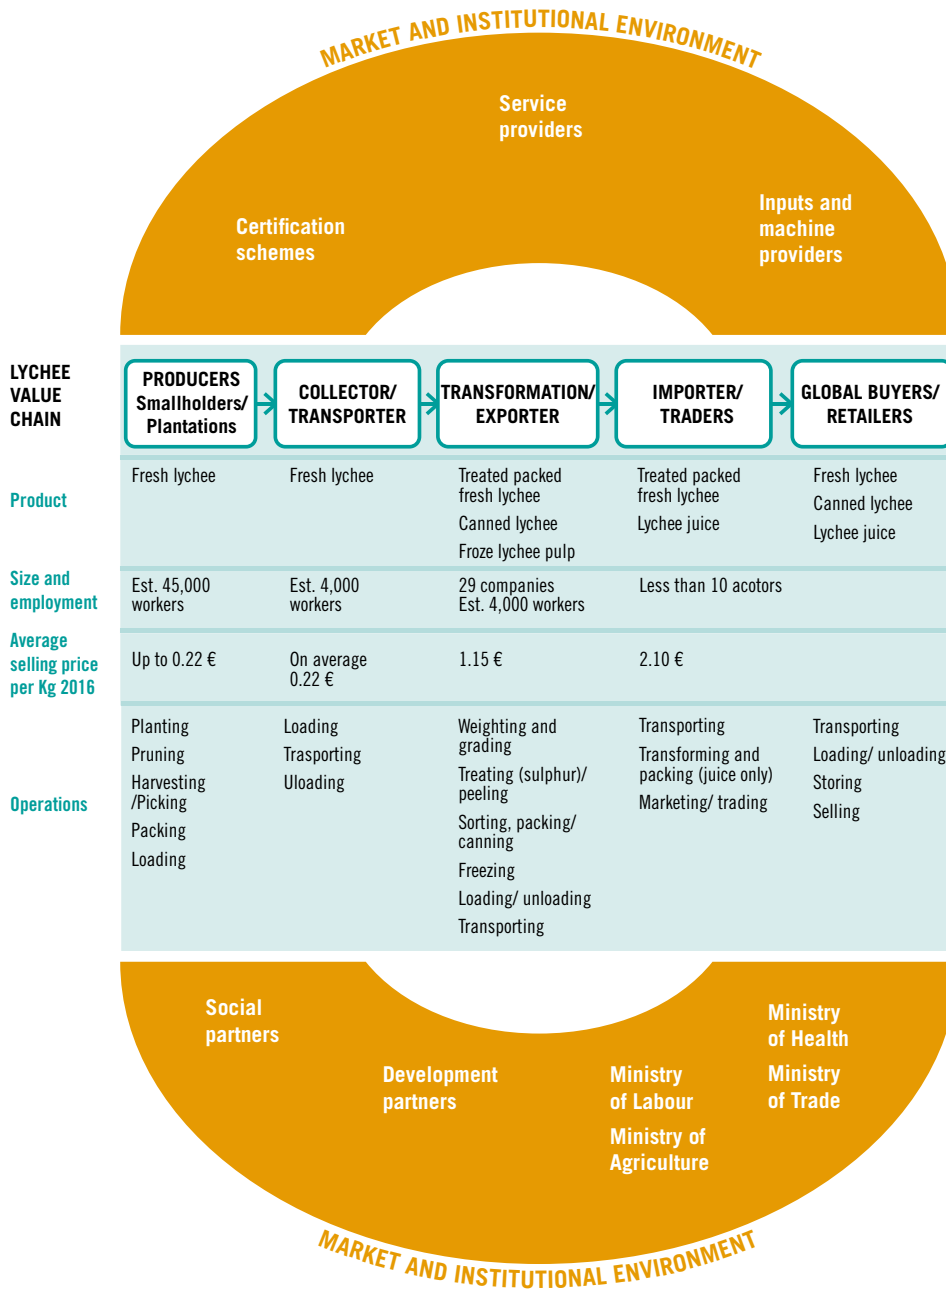 MARKET AND INSTITUTIONAL ENVIRONMENT
Service
providers
Certification
schemes
Inputs and
machine
providers
LYCHEE
VALUE
CHAIN
PRODUCERS
Smallholders/
Plantations
COLLECTOR/
TRANSPORTER
TRANSFORMATION/
EXPORTER
IMPORTER/
TRADERS
GLOBAL BUYERS/
RETAILERS
Product
Fresh lychee
Fresh lychee
Treated packed
fresh lychee
Canned lychee
Froze lychee pulp
Treated packed
fresh lychee
Lychee juice
Fresh lychee
Canned lychee
Lychee juice
Size and
employment
Est. 45,000
workers
Est. 4,000
workers
29 companies
Est. 4,000 workers
Less than 10 acotors
Average
selling price
per Kg 2016
Up to 0.22 €
On average
0.22 €
1.15 €
2.10 €
Operations
Planting
Pruning
Harvesting
/Picking
Packing
Loading
Loading
Trasporting
Uloading
Weighting and
grading
Treating (sulphur)/
peeling
Sorting, packing/
canning
Freezing
Loading/ unloading
Transporting
Transporting
Transforming and
packing (juice only)
Marketing/ trading
Transporting
Loading/ unloading
Storing
Selling
Social
partners
Development
partners
Ministry
of Labour
Ministry of
Agriculture
Ministry
of Health
Ministry
of Trade
MARKET AND INSTITUTIONAL ENVIRONMENT